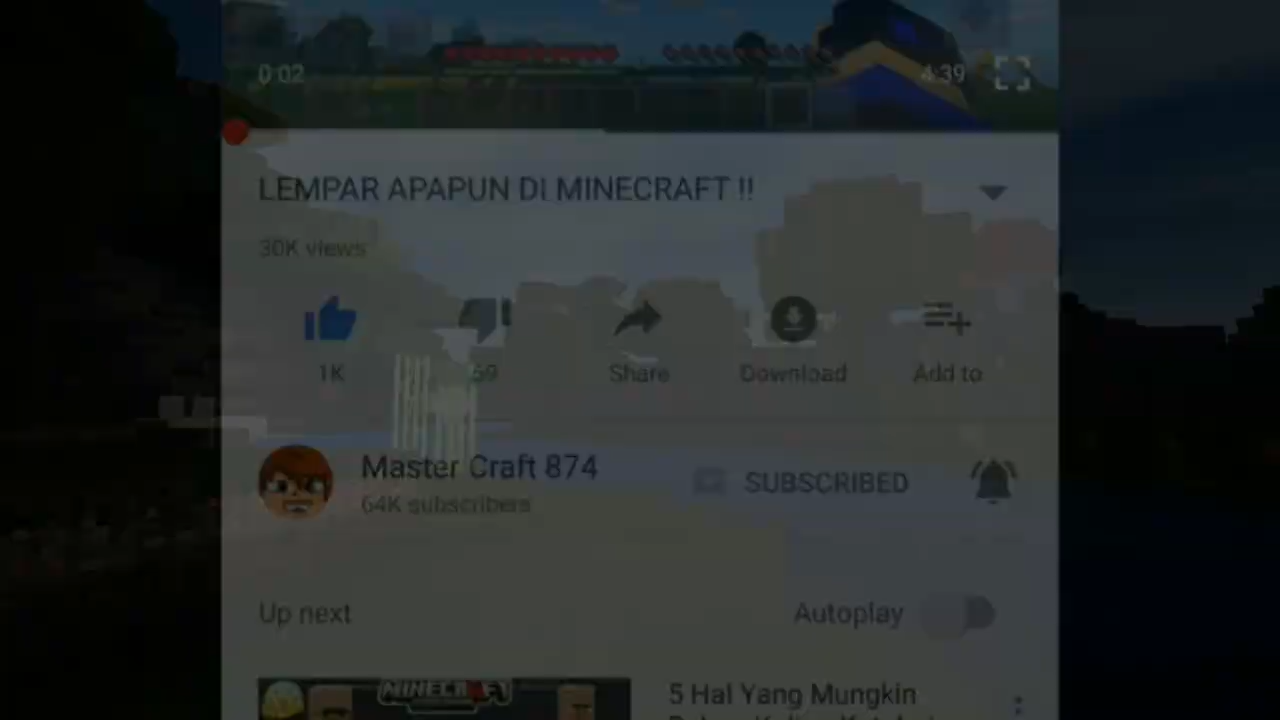 0:02
4:39
LEMPAR APAPUN DI MINECRAFT !!
30K views
1K
69
Share
Download
Add to
Master Craft 874
SUBSCRIBED
64K subscribers
Up next
Autoplay
MINECRAFT
5 Hal Yang Mungkin